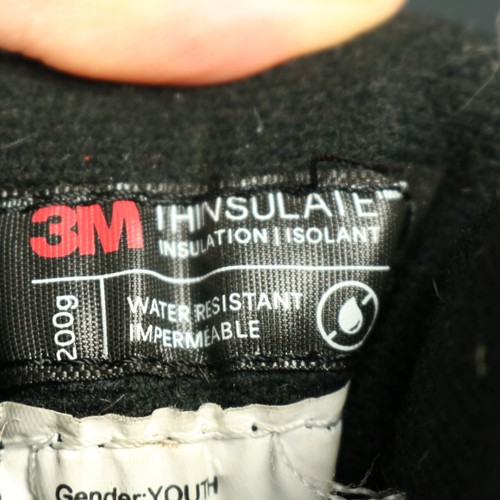 3M THINSULATE
INSULATION | ISOLANT
200g
WATER RESISTANT
IMPERMEABLE
Gender:YOUTH